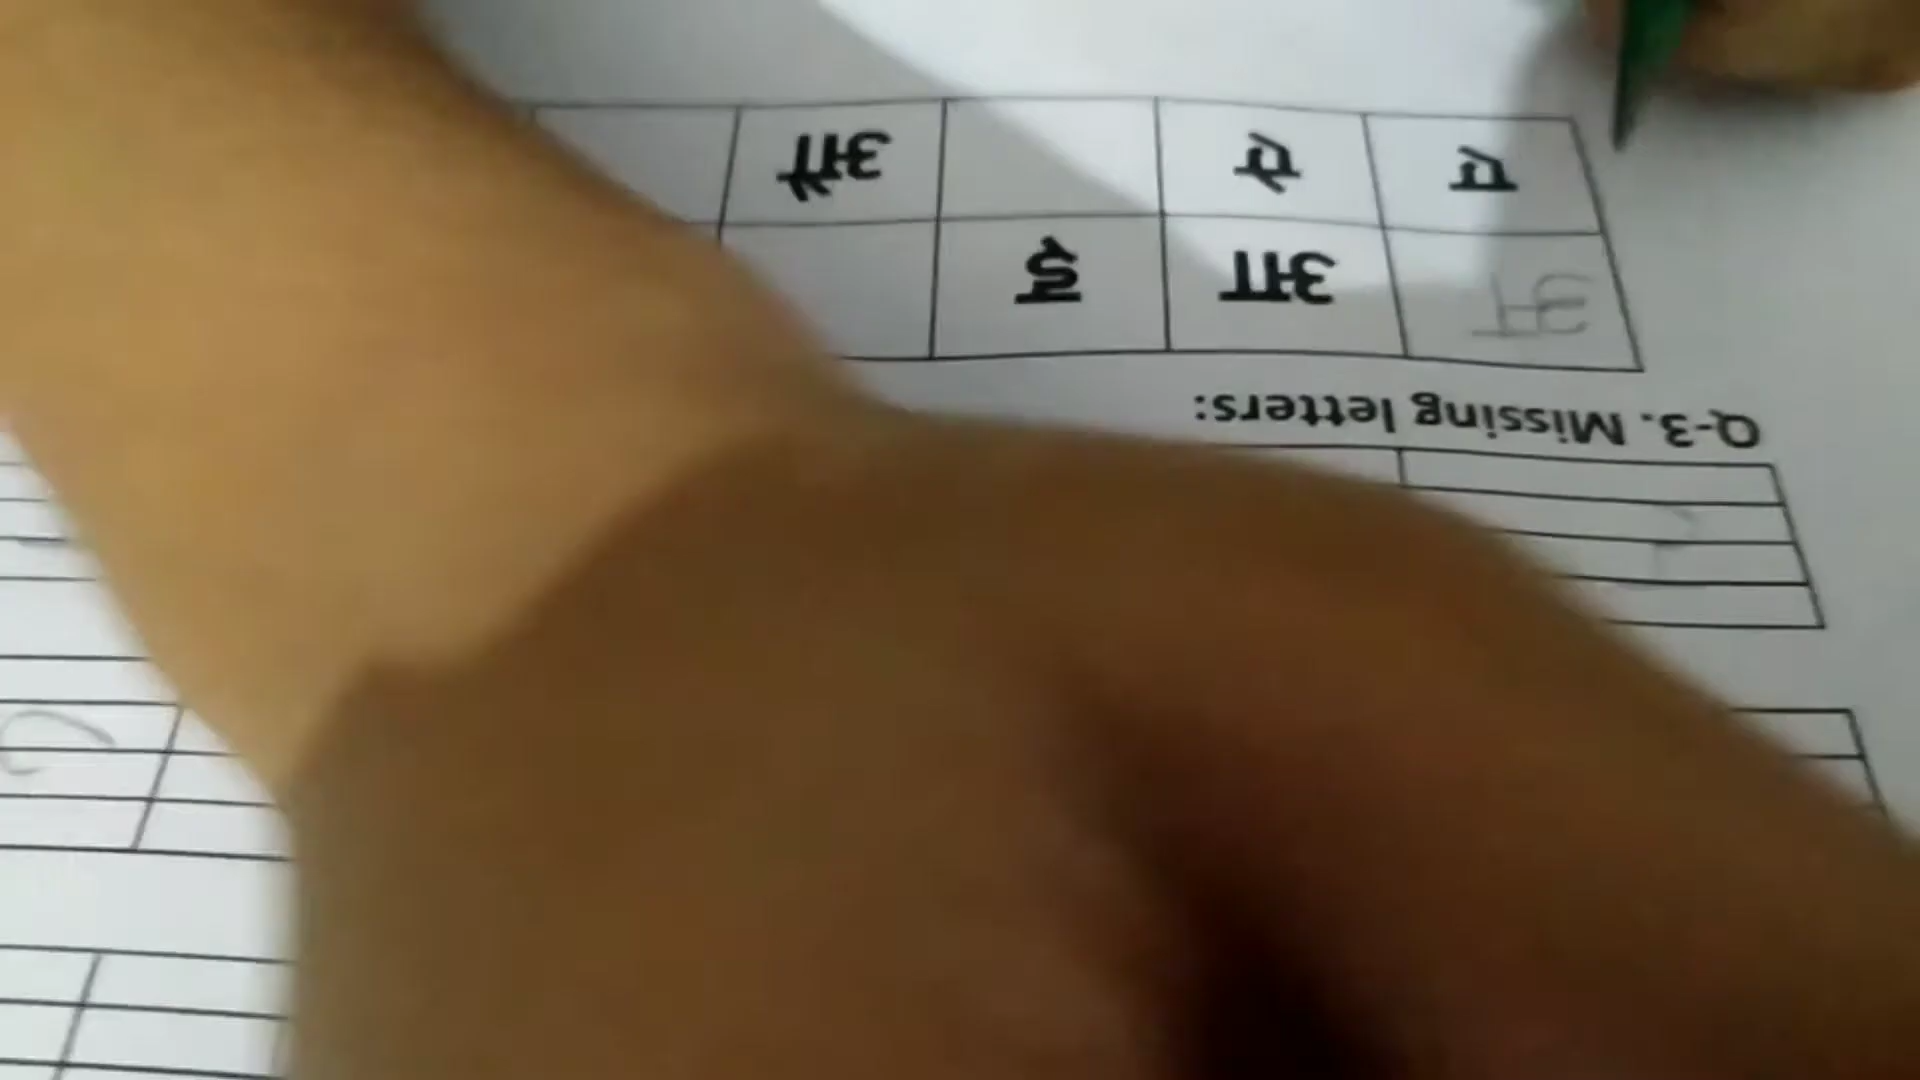 Q-3. Missing letters:
अ आ इ
ए ऐ औ